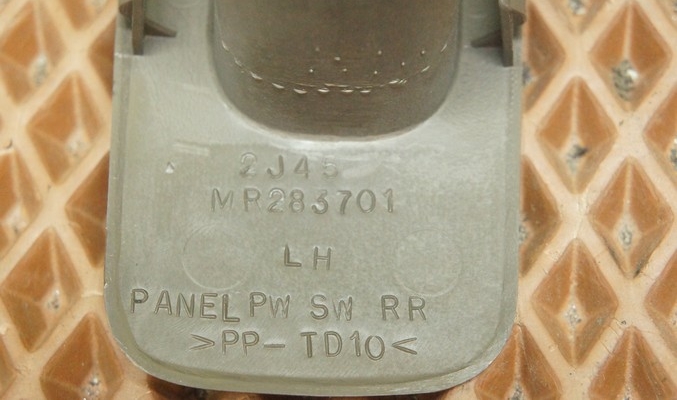 2J45
MR283701
LH
PANEL PW SW RR
>PP-TD10<